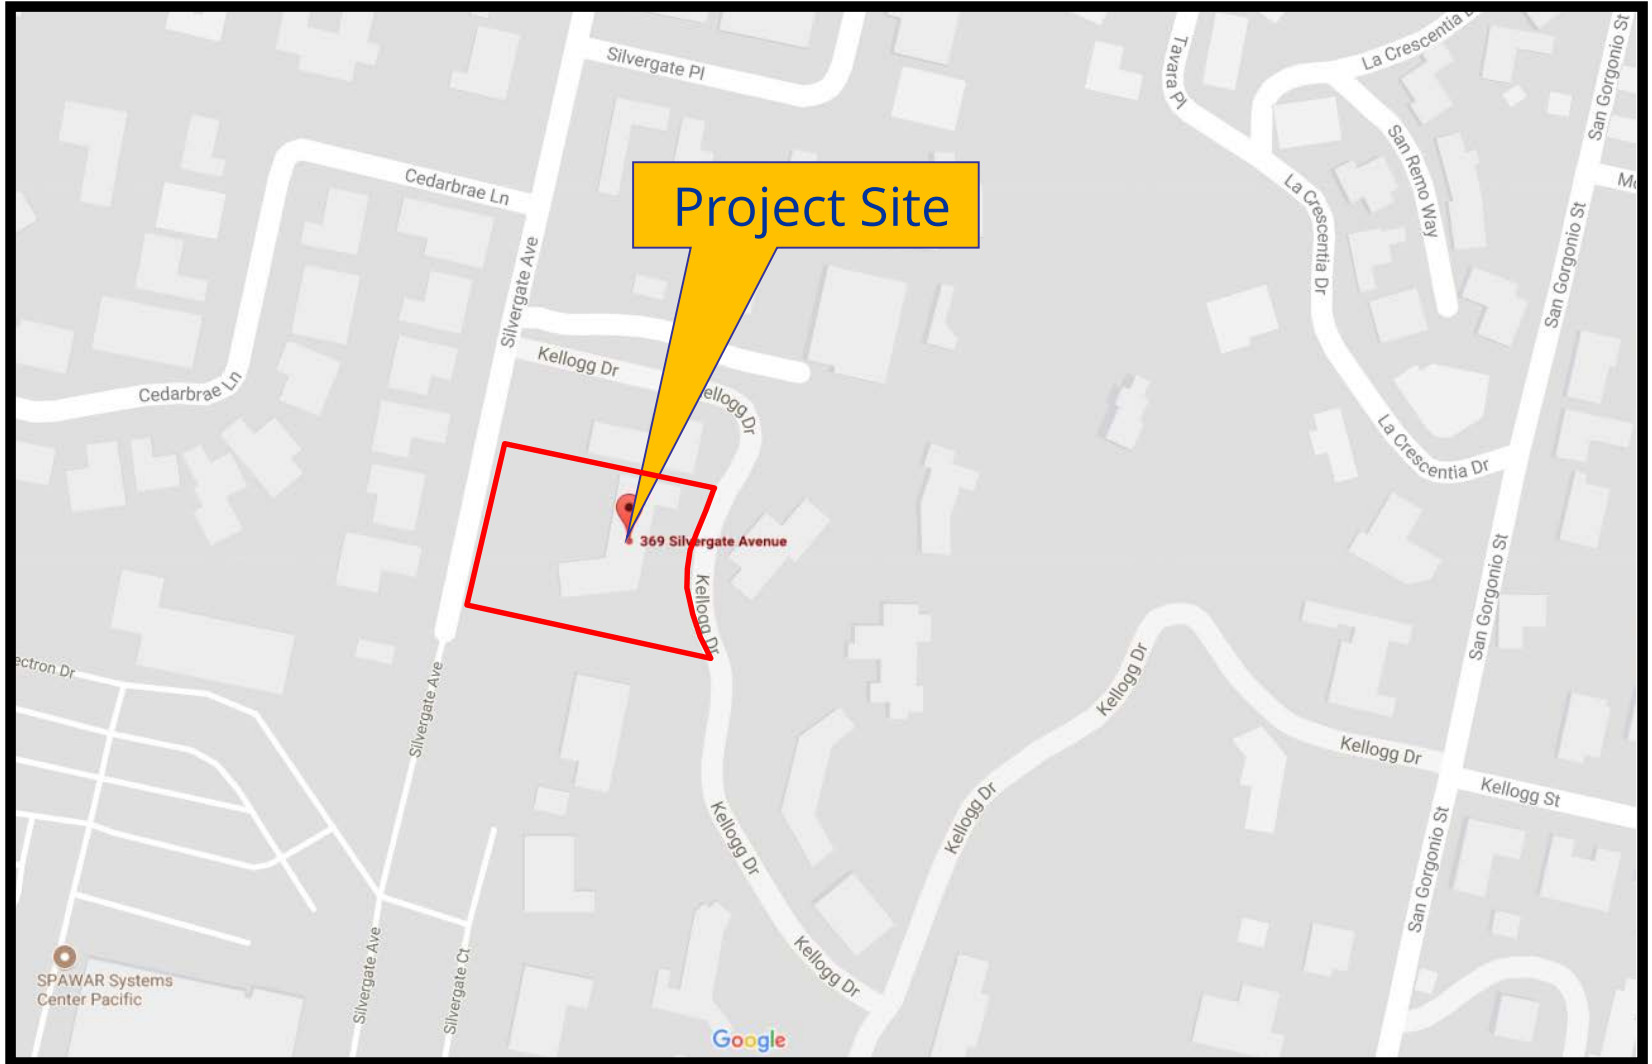 Silvergate Pl
Tavara Pl
La Crescentia
San Gorgonio St
Cedarbrae Ln
San Remo Way
La Crescentia Dr
Project Site
Silvergate Ave
San Gorgonio St
Kellogg Dr
Cedarbrae Ln
ellogg Dr
La Crescentia Dr
369 Silvergate Avenue
Kellogg Dr
San Gorgonio St
Kellogg Dr
ectron Dr
Silvergate Ave
Kellogg Dr
Kellogg St
Kellogg Dr
Kellogg Dr
San Gorgonio St
Silvergate Ave
Silvergate Ct
Kellogg Dr
SPAWAR Systems
Center Pacific
Google